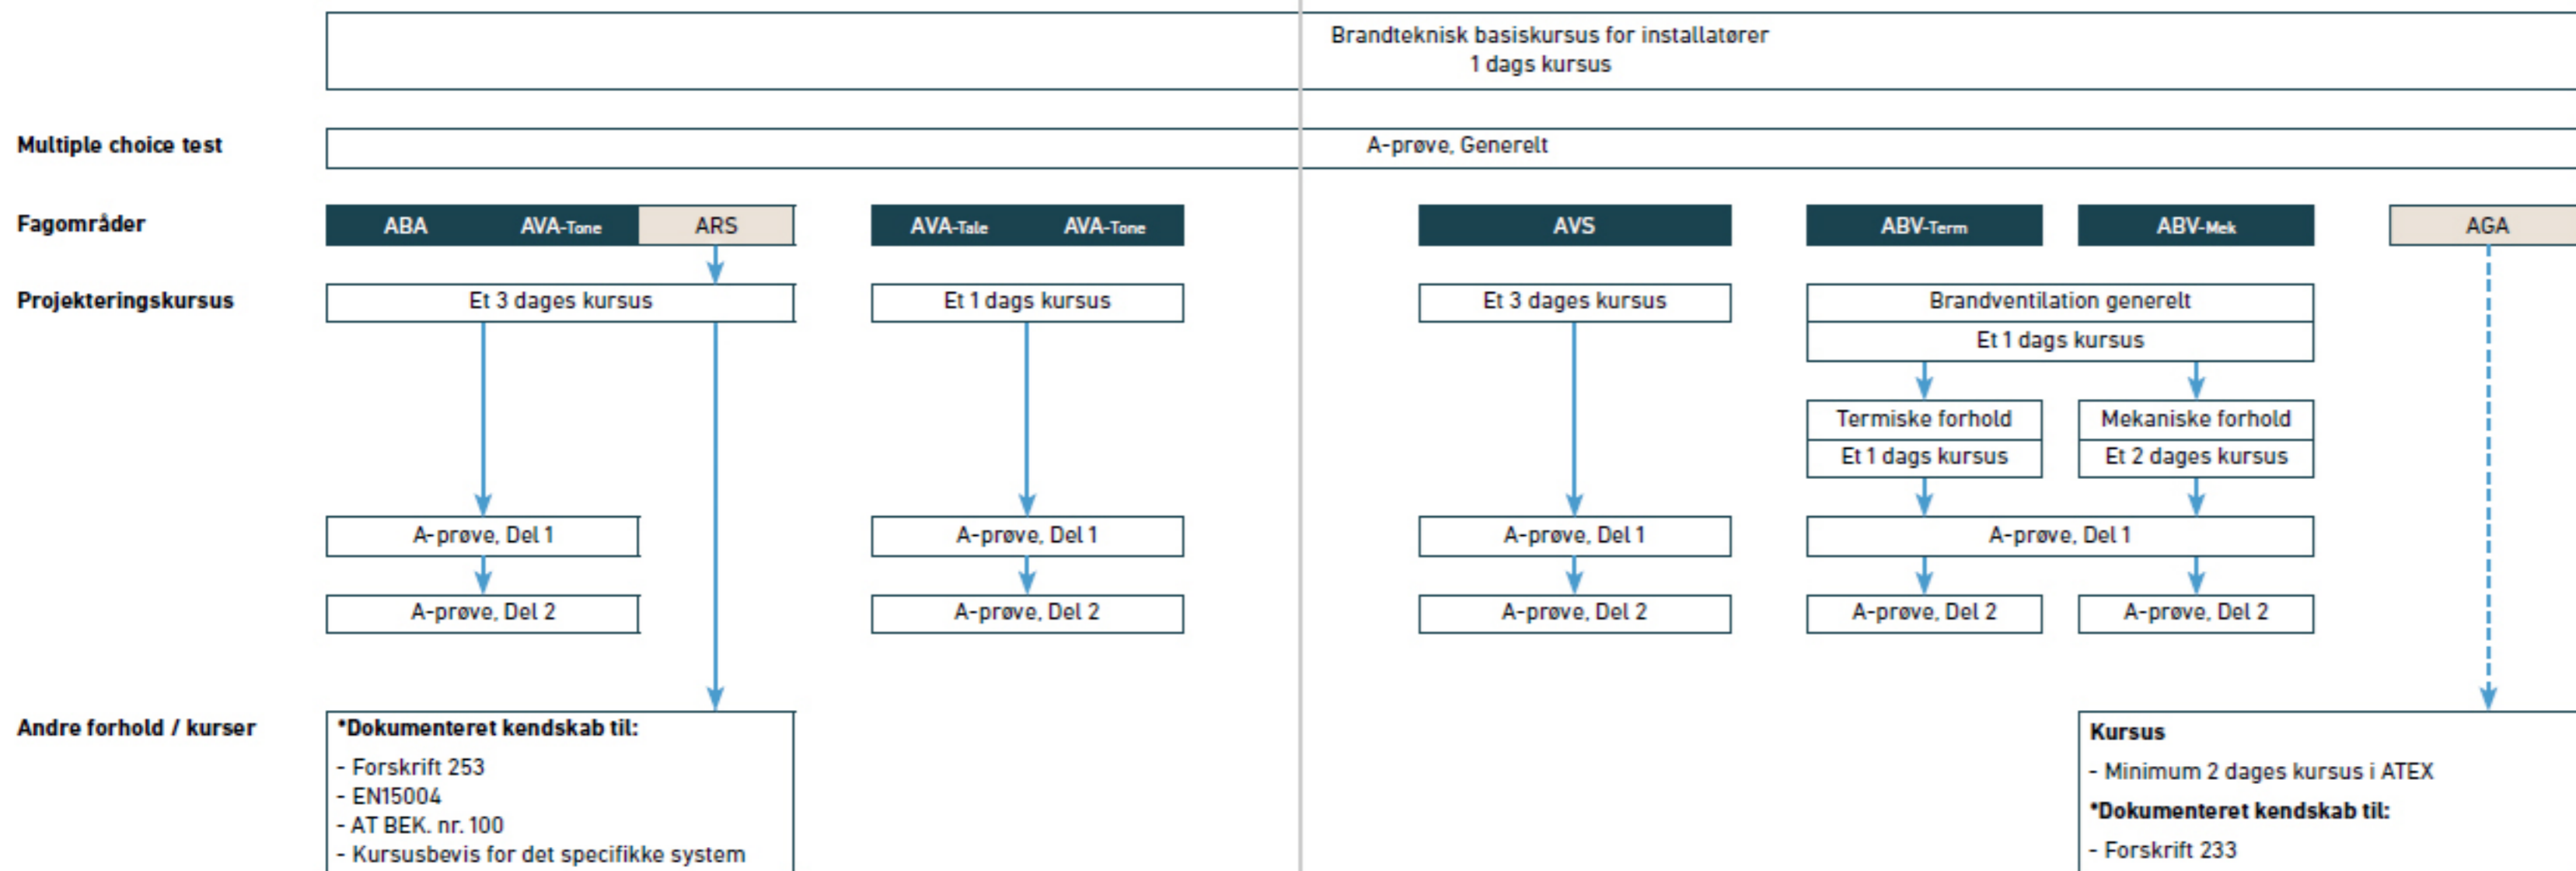 Brandteknisk basiskursus for installatører
1 dags kursus
Multiple choice test
A-prøve, Generelt
Fagområder
ABA
AVA-Tone
ARS
AVA-Tale
AVA-Tone
AVS
ABV-Term
ABV-Mek
AGA
Projekteringskursus
Et 3 dages kursus
Et 1 dags kursus
Et 3 dages kursus
Brandventilation generelt
Et 1 dags kursus
Termiske forhold
Mekaniske forhold
Et 1 dags kursus
Et 2 dages kursus
A-prøve, Del 1
A-prøve, Del 1
A-prøve, Del 1
A-prøve, Del 1
A-prøve, Del 2
A-prøve, Del 2
A-prøve, Del 2
A-prøve, Del 2
A-prøve, Del 2
Andre forhold / kurser
*Dokumenteret kendskab til:
- Forskrift 253
- EN15004
- AT BEK. nr. 100
- Kursusbevis for det specifikke system
Kursus
- Minimum 2 dages kursus i ATEX
*Dokumenteret kendskab til:
- Forskrift 233